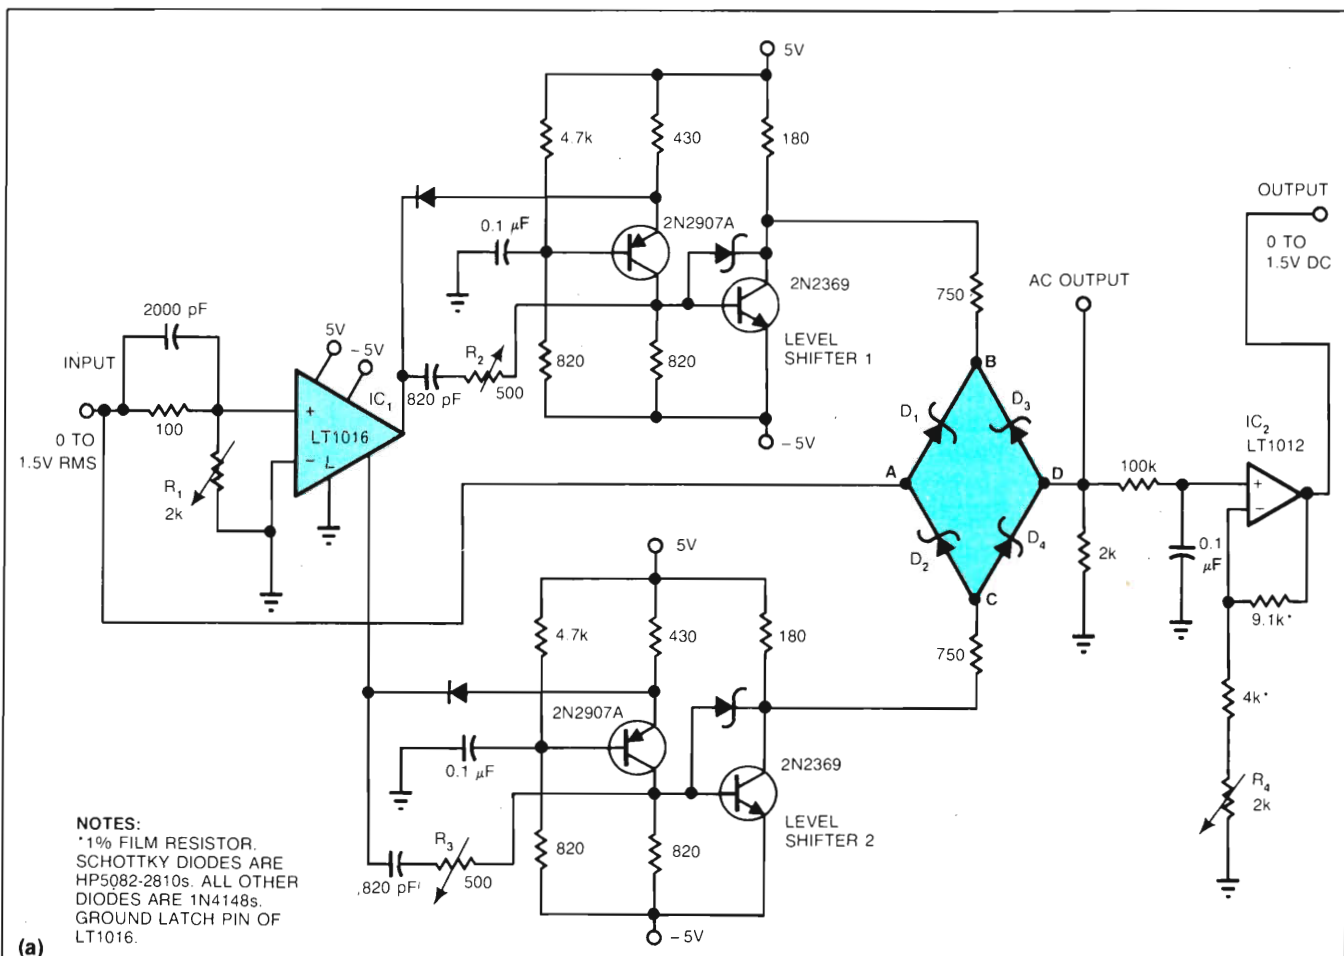 5V
4.7k
430
180
OUTPUT
2N2907A
0.1 µF
0 TO
1.5V DC
AC OUTPUT
2N2369
750
2000 pF
5V
-5V
LEVEL
SHIFTER 1
INPUT
R2
820
820
IC1
820 pF
500
B
D1
D3
100
+
LT1016
0 TO
1.5V RMS
-5V
IC2
LT1012
100k
- L
A
D
+
-
R1
2k
D2
D4
2k
0.1
µF
5V
C
9.1k*
4.7k
430
180
750
4k*
2N2907A
0.1 µF
2N2369
R4
2k
LEVEL
SHIFTER 2
R3
820 pF
500
820
820
-5V
NOTES:
*1% FILM RESISTOR.
SCHOTTKY DIODES ARE
HP5082-2810s. ALL OTHER
DIODES ARE 1N4148s.
GROUND LATCH PIN OF
LT1016.
(a)